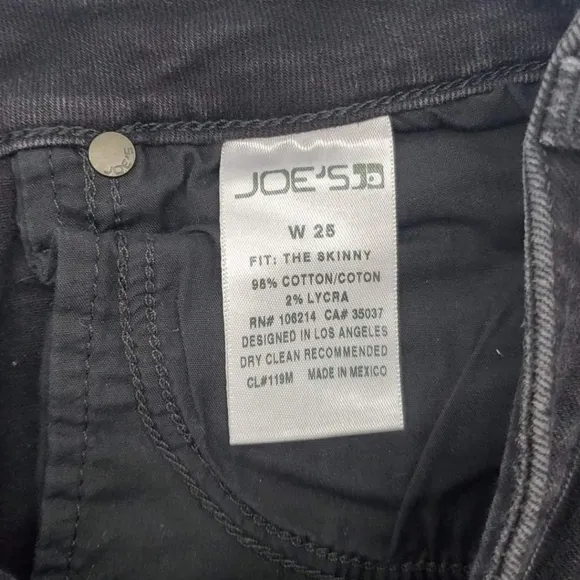 JOE'S
JOE'S
W 25
FIT: THE SKINNY
98% COTTON/COTON
2% LYCRA
RN# 106214 CA# 35037
DESIGNED IN LOS ANGELES
DRY CLEAN RECOMMENDED
CL#119M MADE IN MEXICO